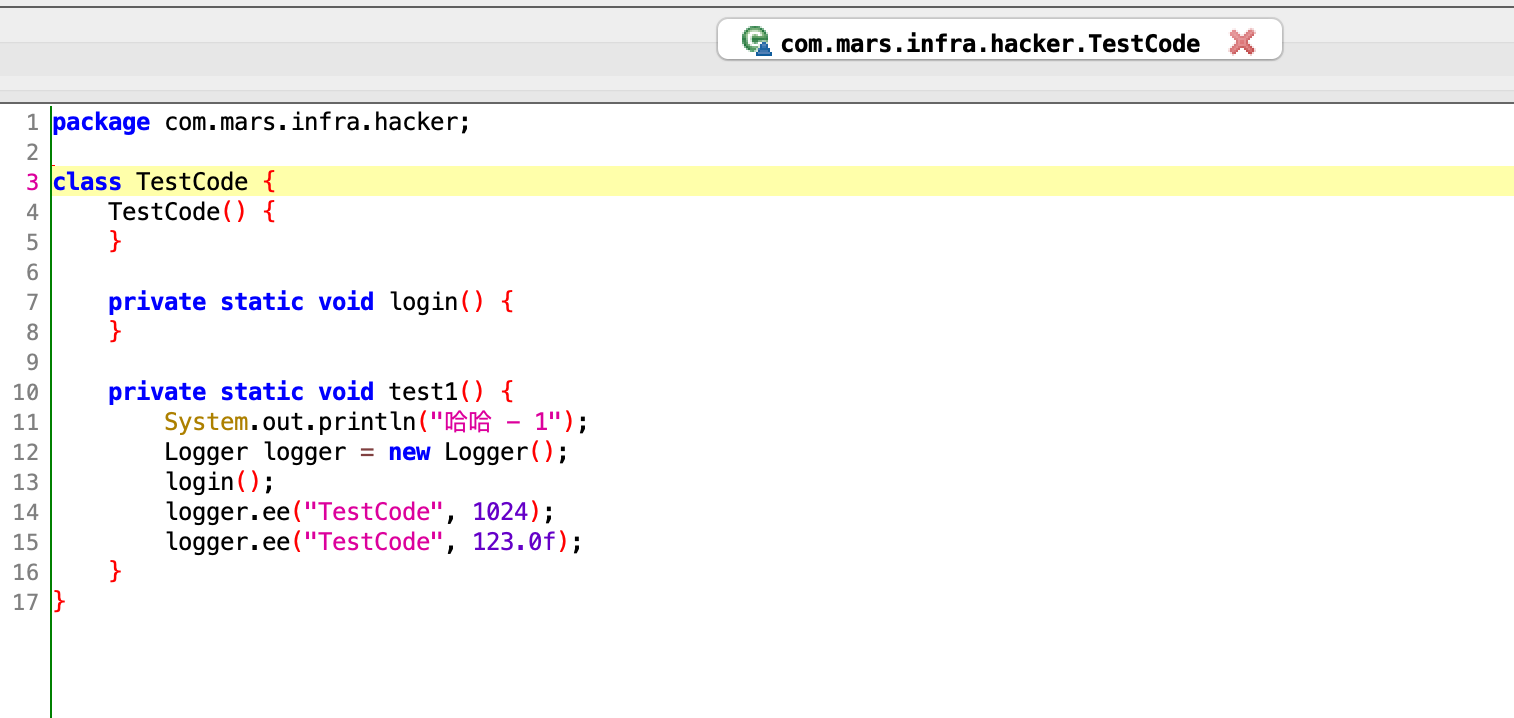 com.mars.infra.hacker.TestCode
1 package com.mars.infra.hacker;
2
3 class TestCode {
4     TestCode() {
5     }
6
7     private static void login() {
8     }
9
10     private static void test1() {
11         System.out.println("哈哈 - 1");
12         Logger logger = new Logger();
13         login();
14         logger.ee("TestCode", 1024);
15         logger.ee("TestCode", 123.0f);
16     }
17 }